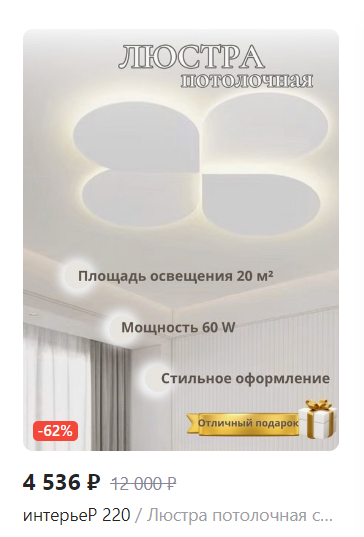 ЛЮСТРА
потолочная
Площадь освещения 20 м²
Мощность 60 W
Стильное оформление
Отличный подарок
-62%
4 536 ₽ 12 000 ₽
интерьеР 220 / Люстра потолочная с...